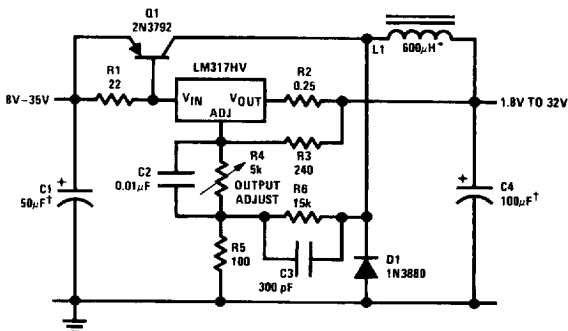 Q1
2N3792
L1
600μH*
R1
22
LM317HV
VIN
VOUT
ADJ
R2
0.25
8V–35V
1.8V TO 32V
R3
240
R4
5k
OUTPUT
ADJUST
C2
0.01μF
R6
15k
C1
50μF†
+
C4
100μF†
+
R5
100
C3
300 pF
D1
1N3880